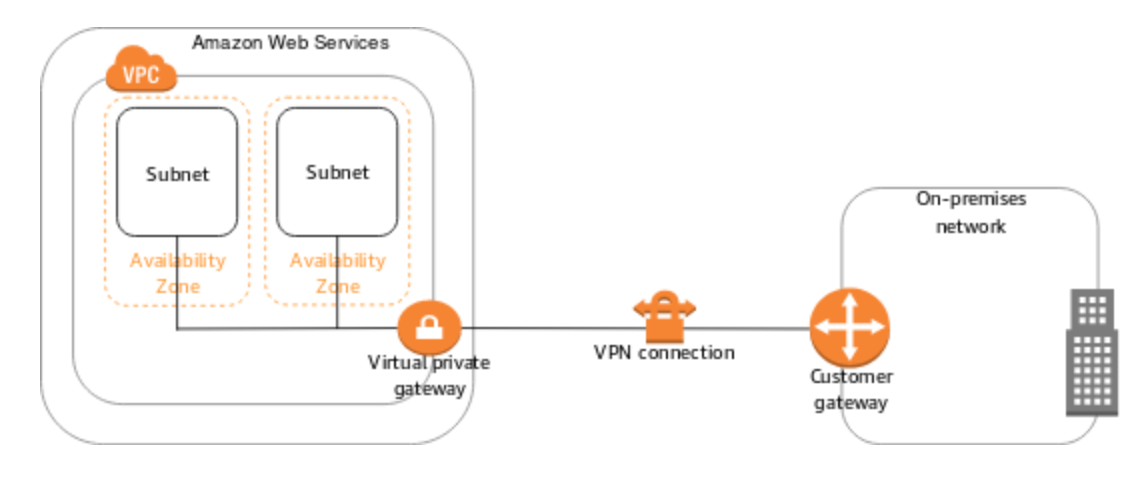 Amazon Web Services
VPC
Subnet
Subnet
Availability
Zone
Availability
Zone
Virtual private
gateway
VPN connection
On-premises
network
Customer
gateway